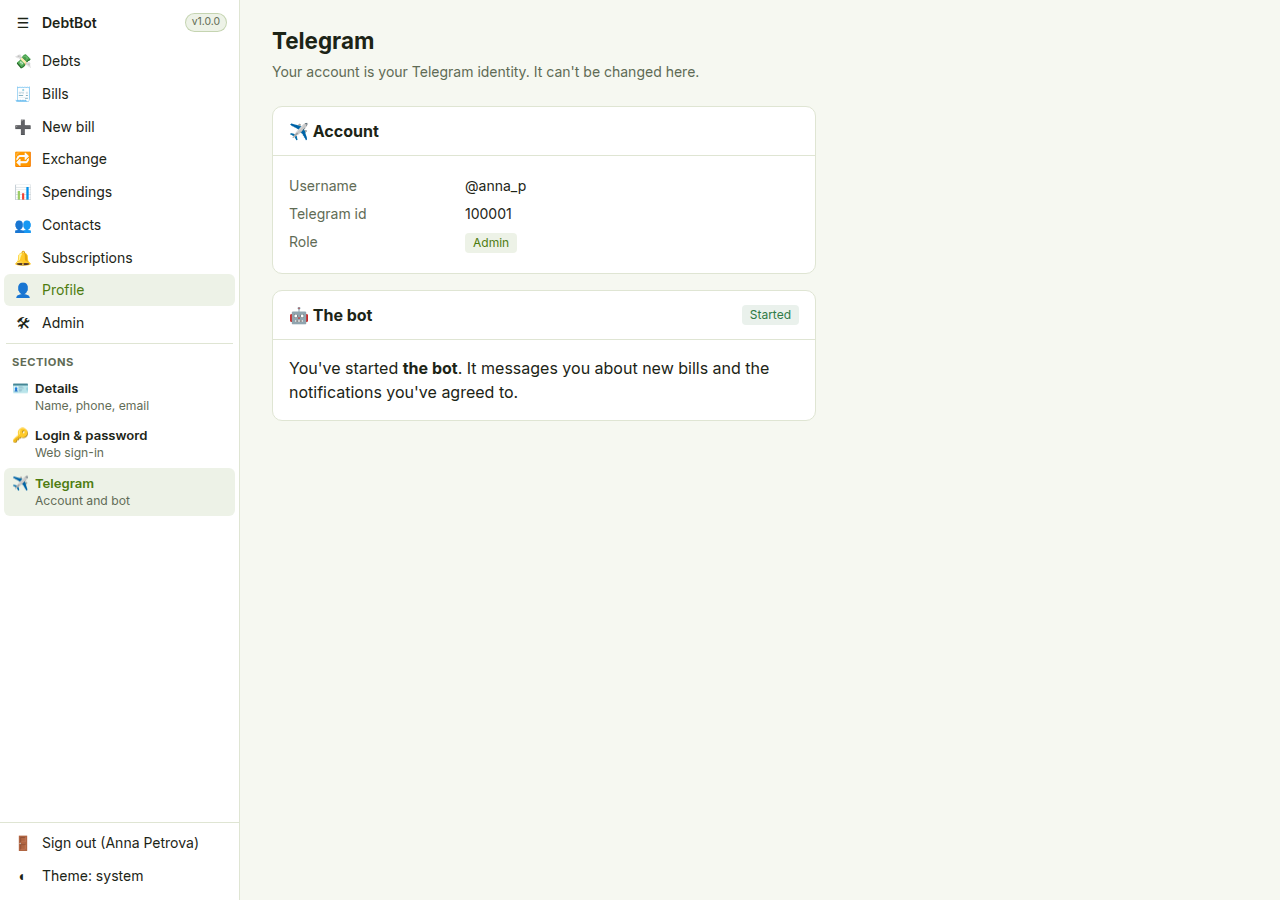 DebtBot
v1.0.0
Debts
Bills
New bill
Exchange
Spendings
Contacts
Subscriptions
Profile
Admin
SECTIONS
Details
Name, phone, email
Login & password
Web sign-in
Telegram
Account and bot
Sign out (Anna Petrova)
Theme: system
Telegram
Your account is your Telegram identity. It can't be changed here.
Account
Username @anna_p
Telegram id 100001
Role Admin
The bot Started
You've started the bot. It messages you about new bills and the
notifications you've agreed to.